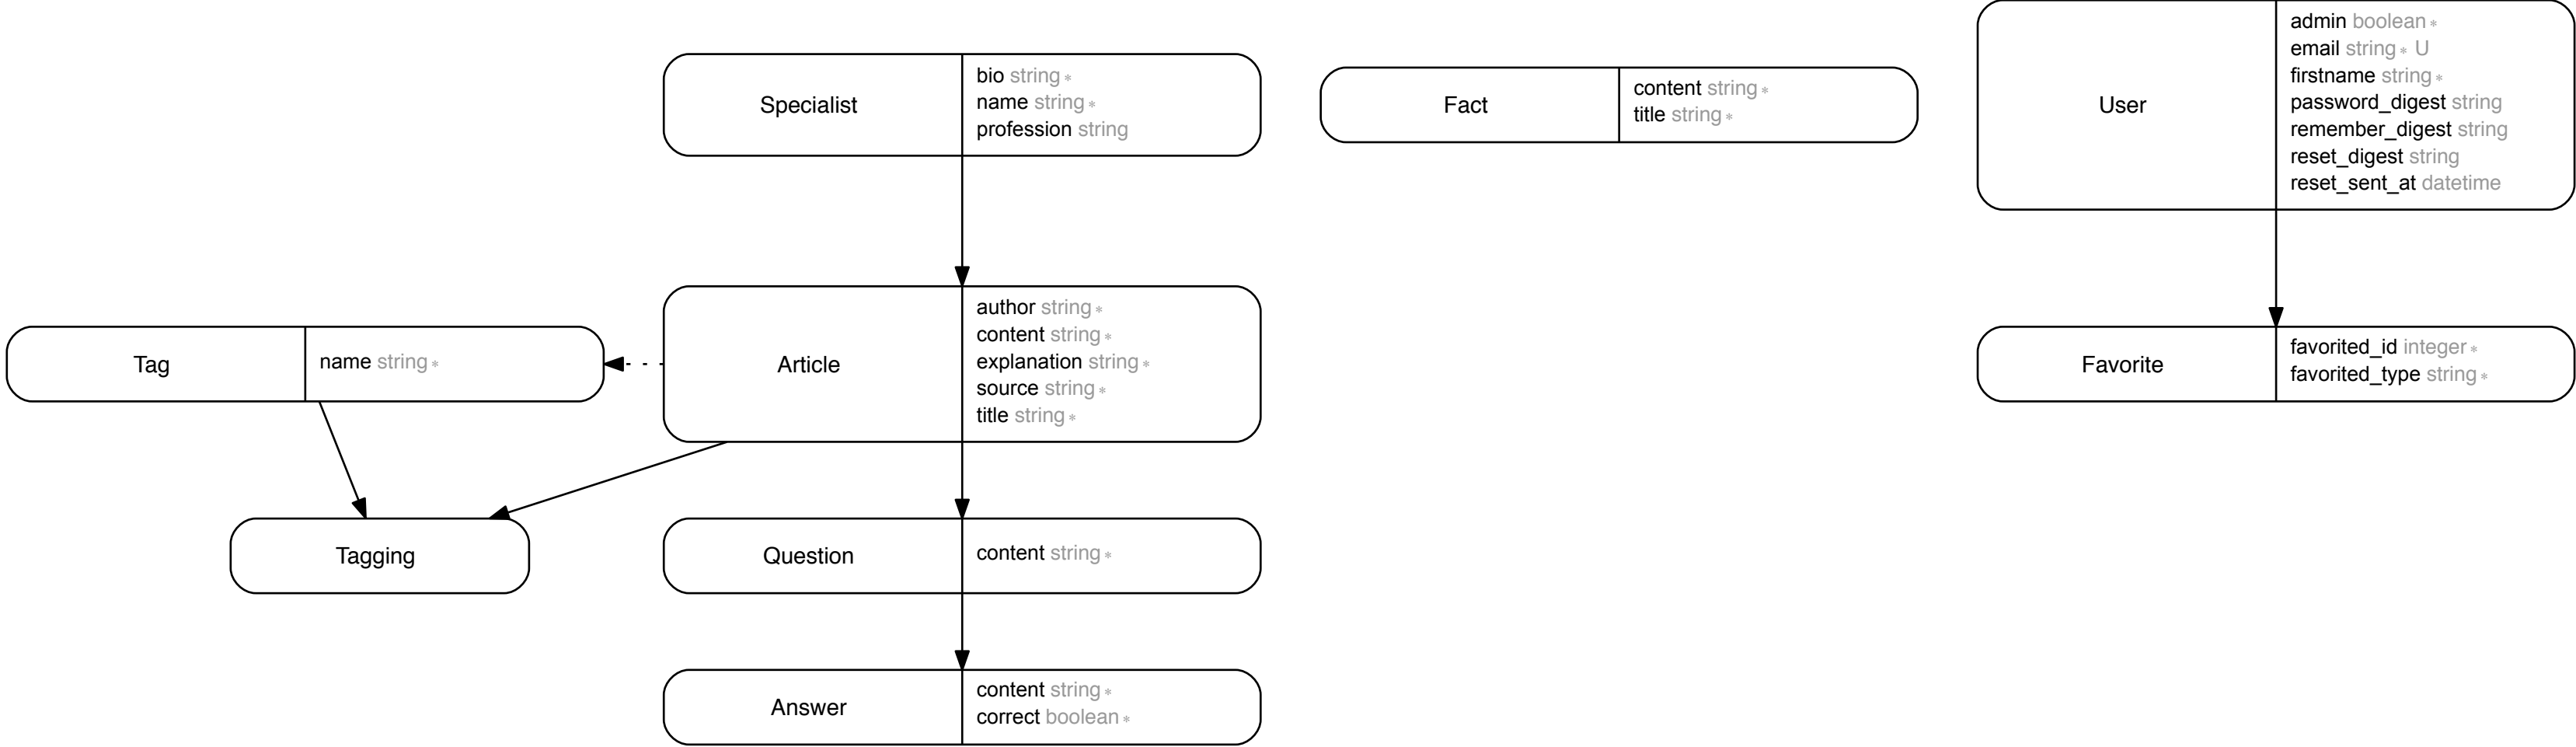 Specialist
bio string *
name string *
profession string
Fact
content string *
title string *
User
admin boolean *
email string * U
firstname string *
password_digest string
remember_digest string
reset_digest string
reset_sent_at datetime
Tag
name string *
Article
author string *
content string *
explanation string *
source string *
title string *
Favorite
favorited_id integer *
favorited_type string *
Tagging
Question
content string *
Answer
content string *
correct boolean *